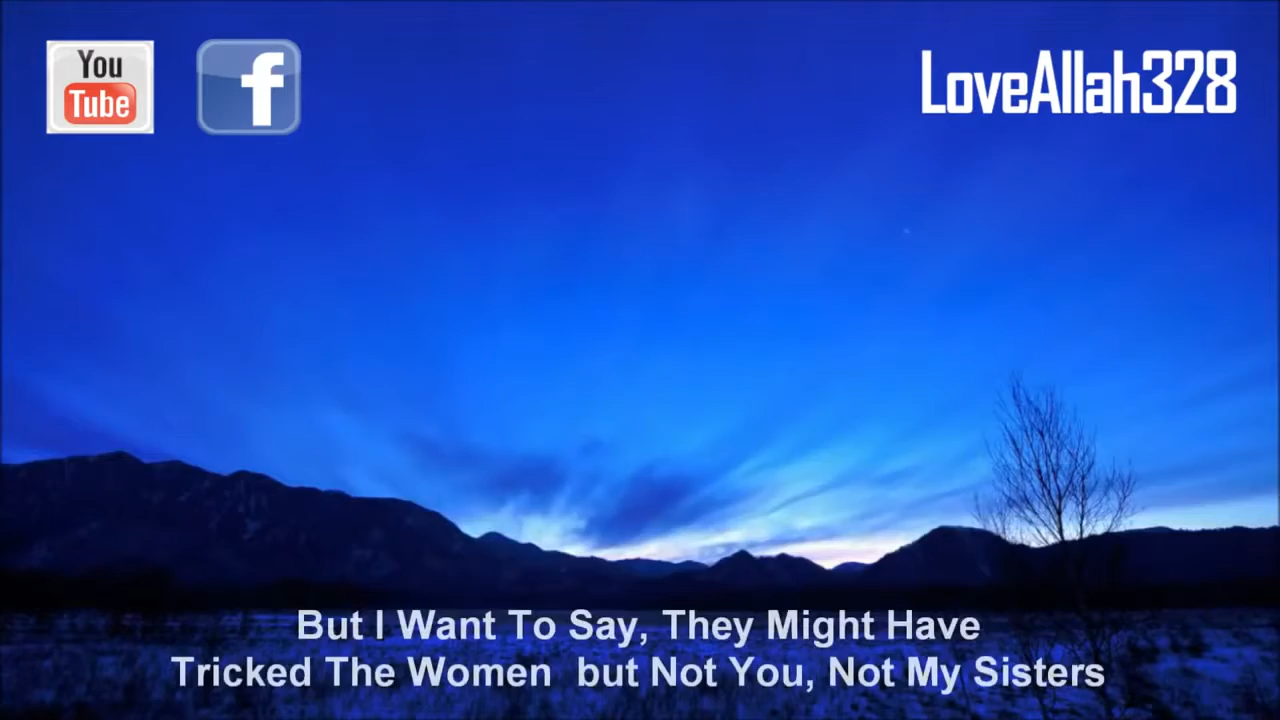 You
Tube
f
LoveAllah328
But I Want To Say, They Might Have
Tricked The Women but Not You, Not My Sisters